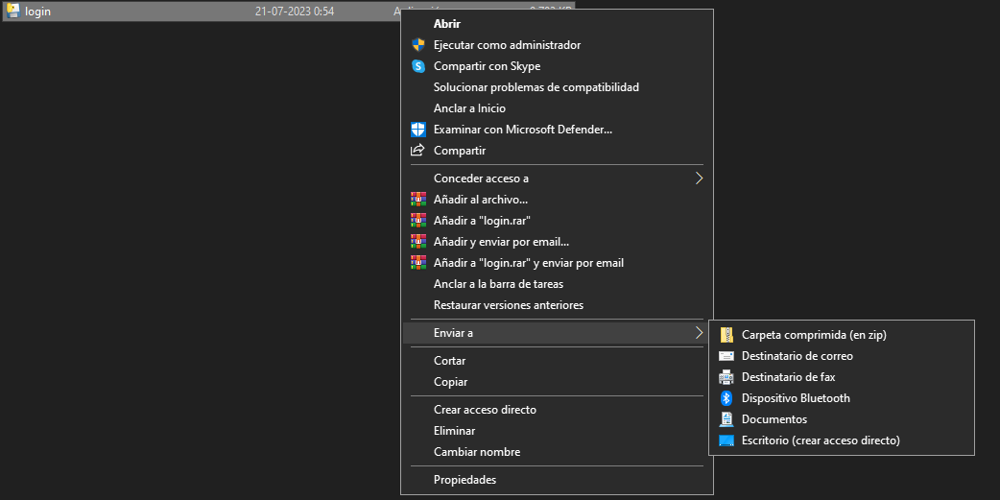 login 21-07-2023 0:54
Abrir
Ejecutar como administrador
Compartir con Skype
Solucionar problemas de compatibilidad
Anclar a Inicio
Examinar con Microsoft Defender...
Compartir
Conceder acceso a
Añadir al archivo...
Añadir a "login.rar"
Añadir y enviar por email...
Añadir a "login.rar" y enviar por email
Anclar a la barra de tareas
Restaurar versiones anteriores
Enviar a
Carpeta comprimida (en zip)
Destinatario de correo
Destinatario de fax
Dispositivo Bluetooth
Documentos
Escritorio (crear acceso directo)
Cortar
Copiar
Crear acceso directo
Eliminar
Cambiar nombre
Propiedades